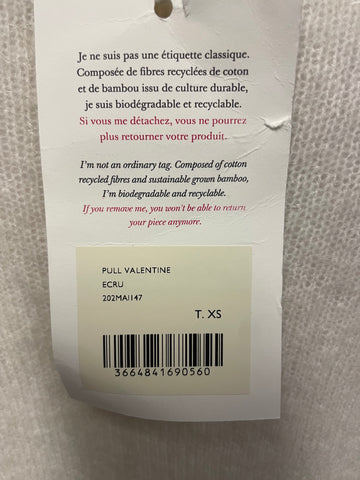 Je ne suis pas une étiquette classique.
Composée de fibres recyclées de coton
et de bambou issu de culture durable,
je suis biodégradable et recyclable.
Si vous me détachez, vous ne pourrez
plus retourner votre produit.
I'm not an ordinary tag. Composed of cotton
recycled fibres and sustainable grown bamboo,
I'm biodegradable and recyclable.
If you remove me, you won't be able to return
your piece anymore.
PULL VALENTINE
ECRU
202MAI147
T. XS
3664841690560